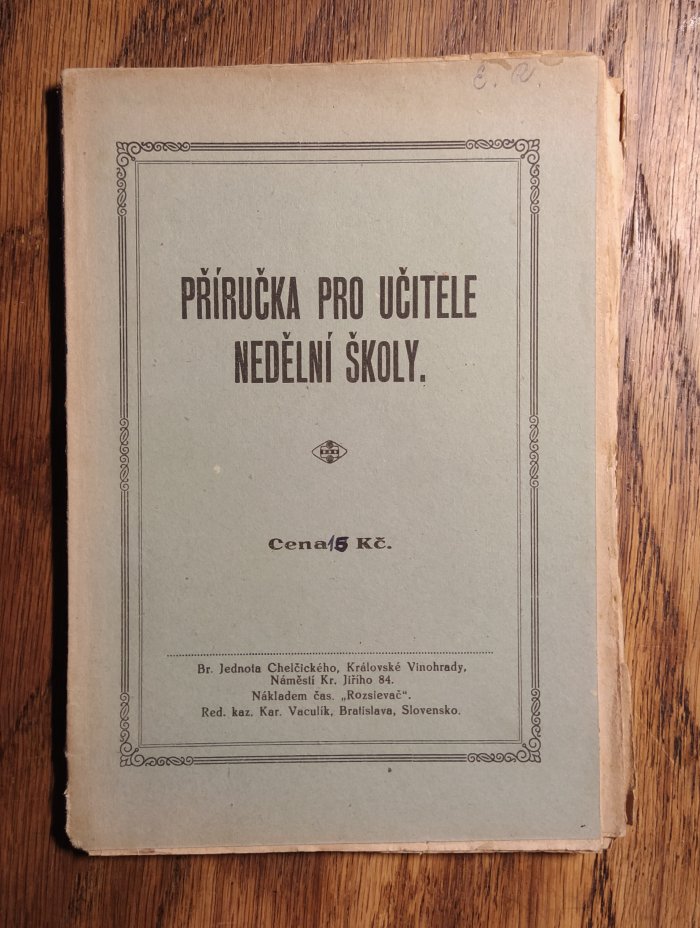 PŘÍRUČKA PRO UČITELE
NEDĚLNÍ ŠKOLY.
Cena 15 Kč.
Br. Jednota Chelčického, Královské Vinohrady,
Náměstí Kr. Jiřího 84.
Nákladem čas. „Rozsievač“.
Red. kaz. Kar. Vaculík, Bratislava, Slovensko.